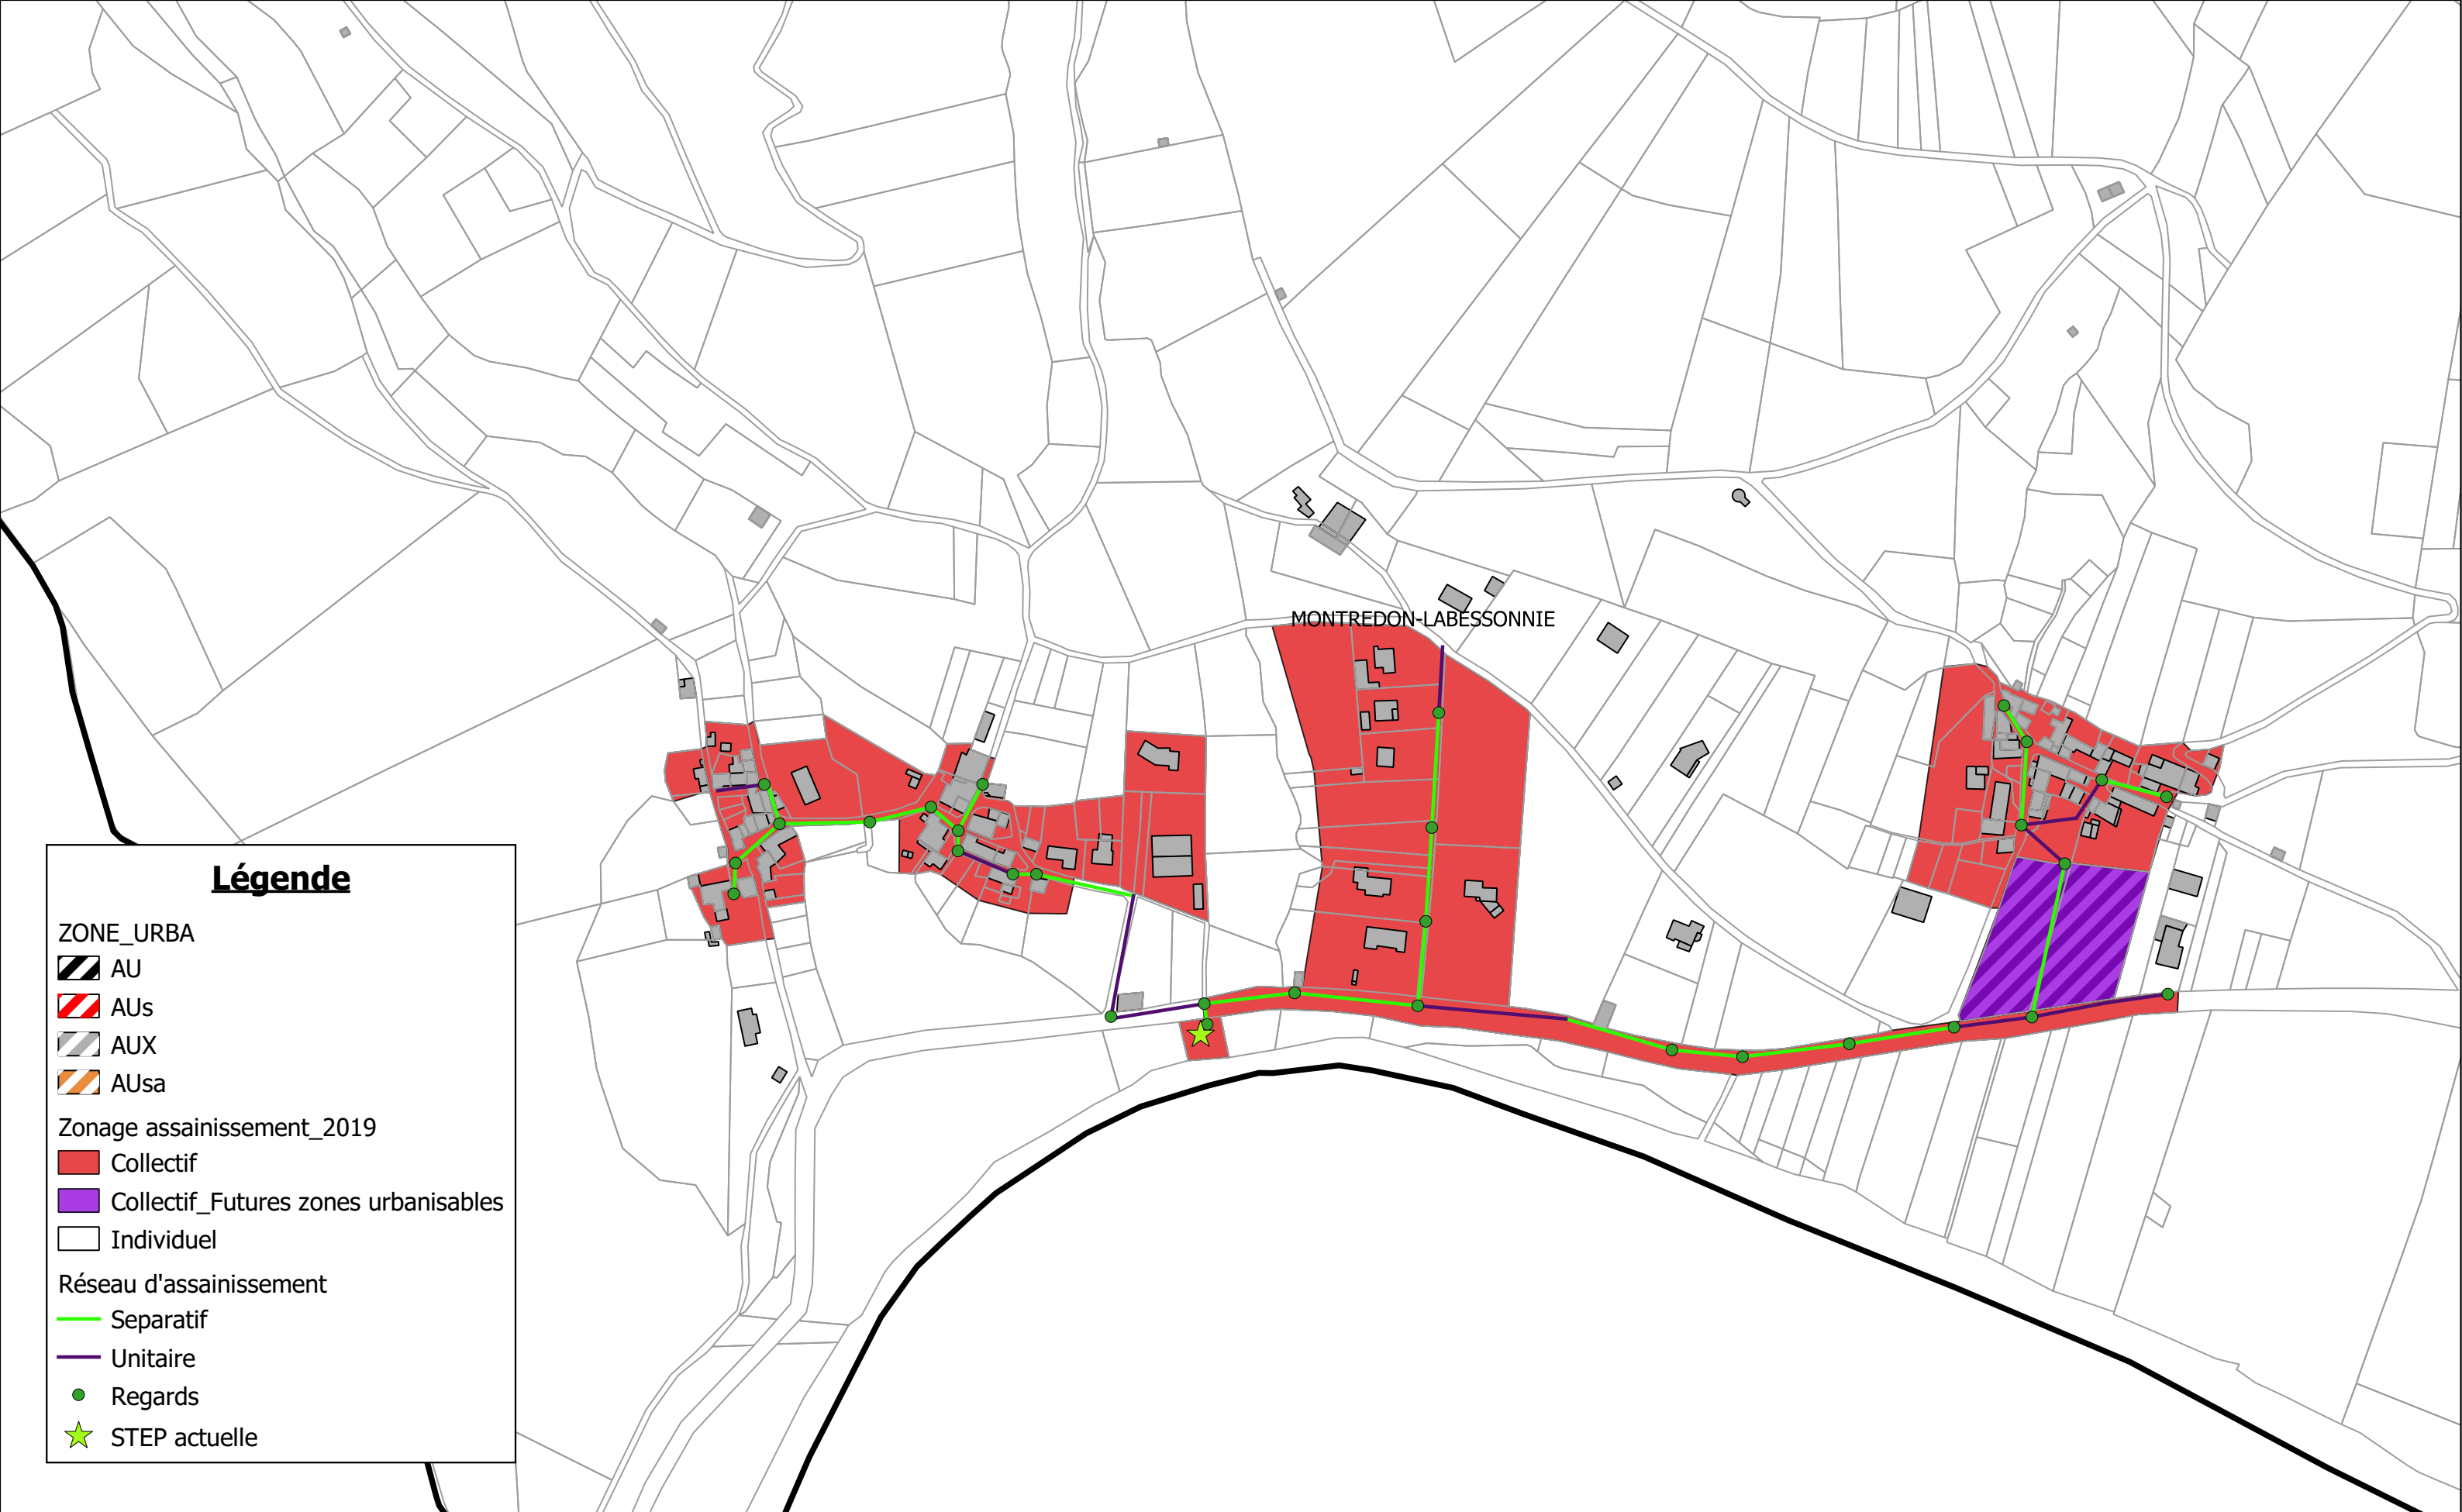 MONTREDON-LABESSONNIE
Légende
ZONE_URBA
AU
AUs
AUX
AUsa
Zonage assainissement_2019
Collectif
Collectif_Futures zones urbanisables
Individuel
Réseau d'assainissement
Separatif
Unitaire
Regards
STEP actuelle